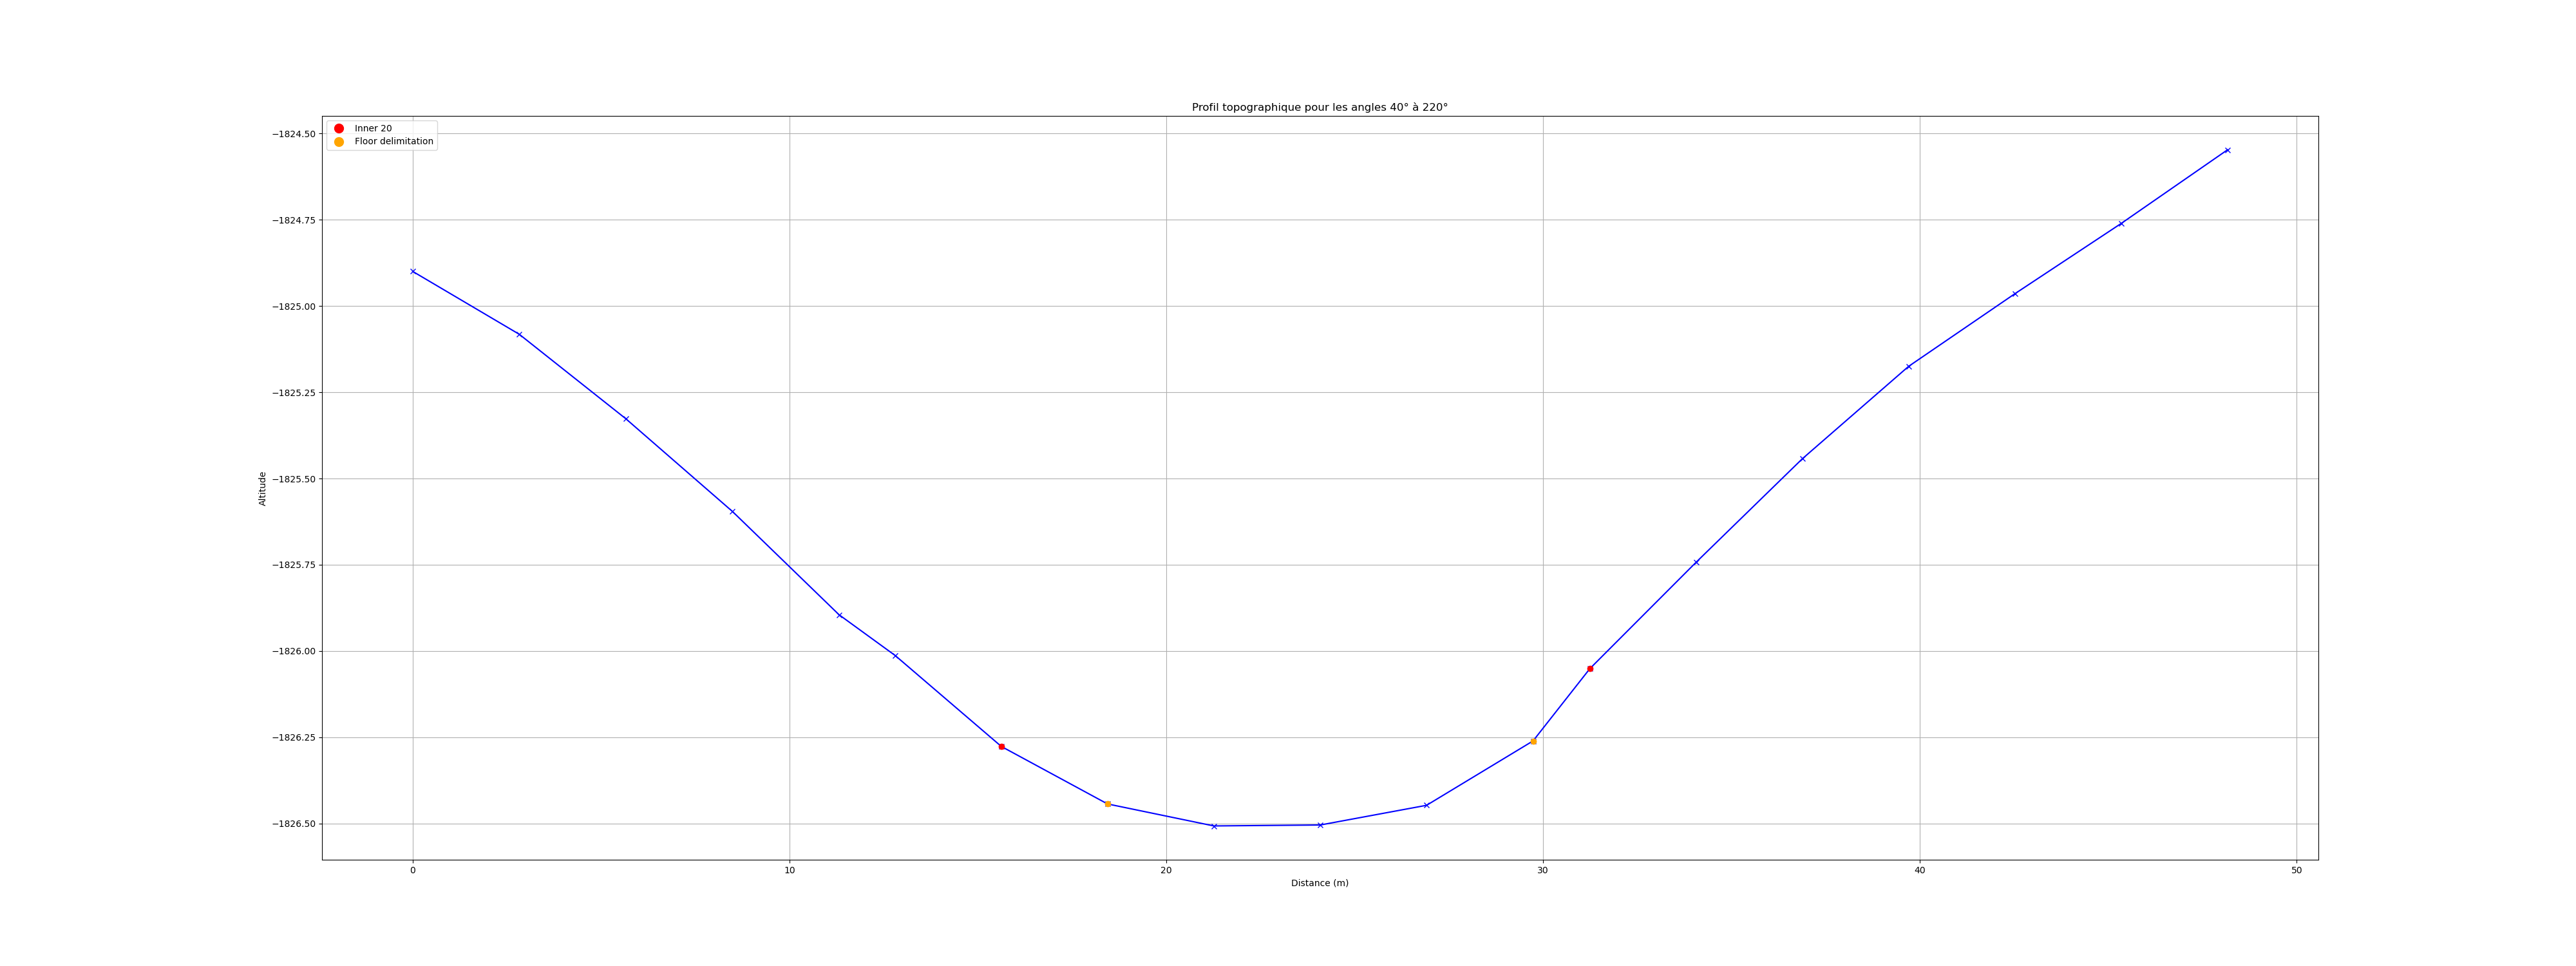 Profil topographique pour les angles 40° à 220°
Inner 20
Floor delimitation
−1824.50
−1824.75
−1825.00
−1825.25
−1825.50
−1825.75
−1826.00
−1826.25
−1826.50
Altitude
0 10 20 30 40 50
Distance (m)